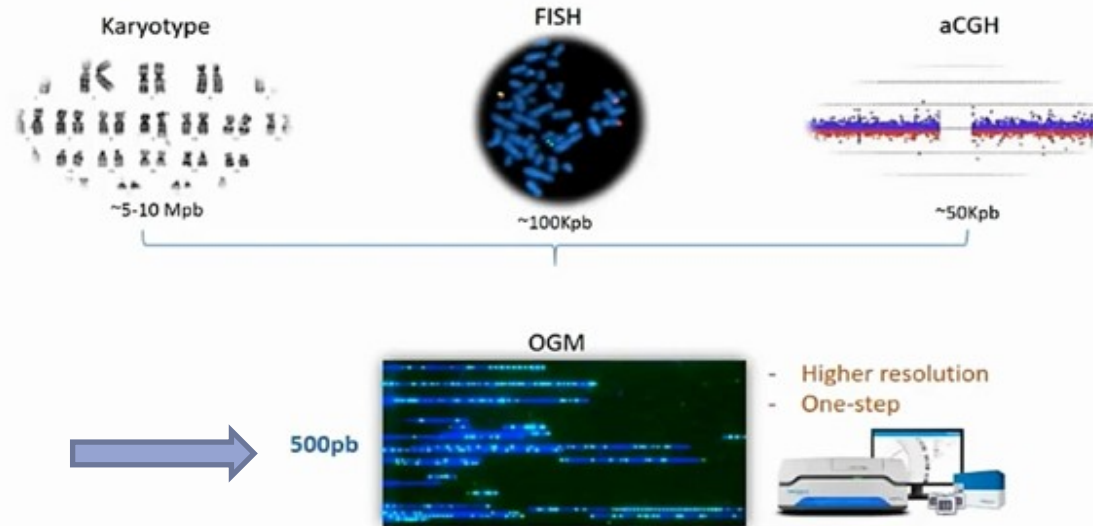 Karyotype
FISH
aCGH
~5-10 Mpb
~100Kpb
~50Kpb
OGM
- Higher resolution
- One-step
500pb